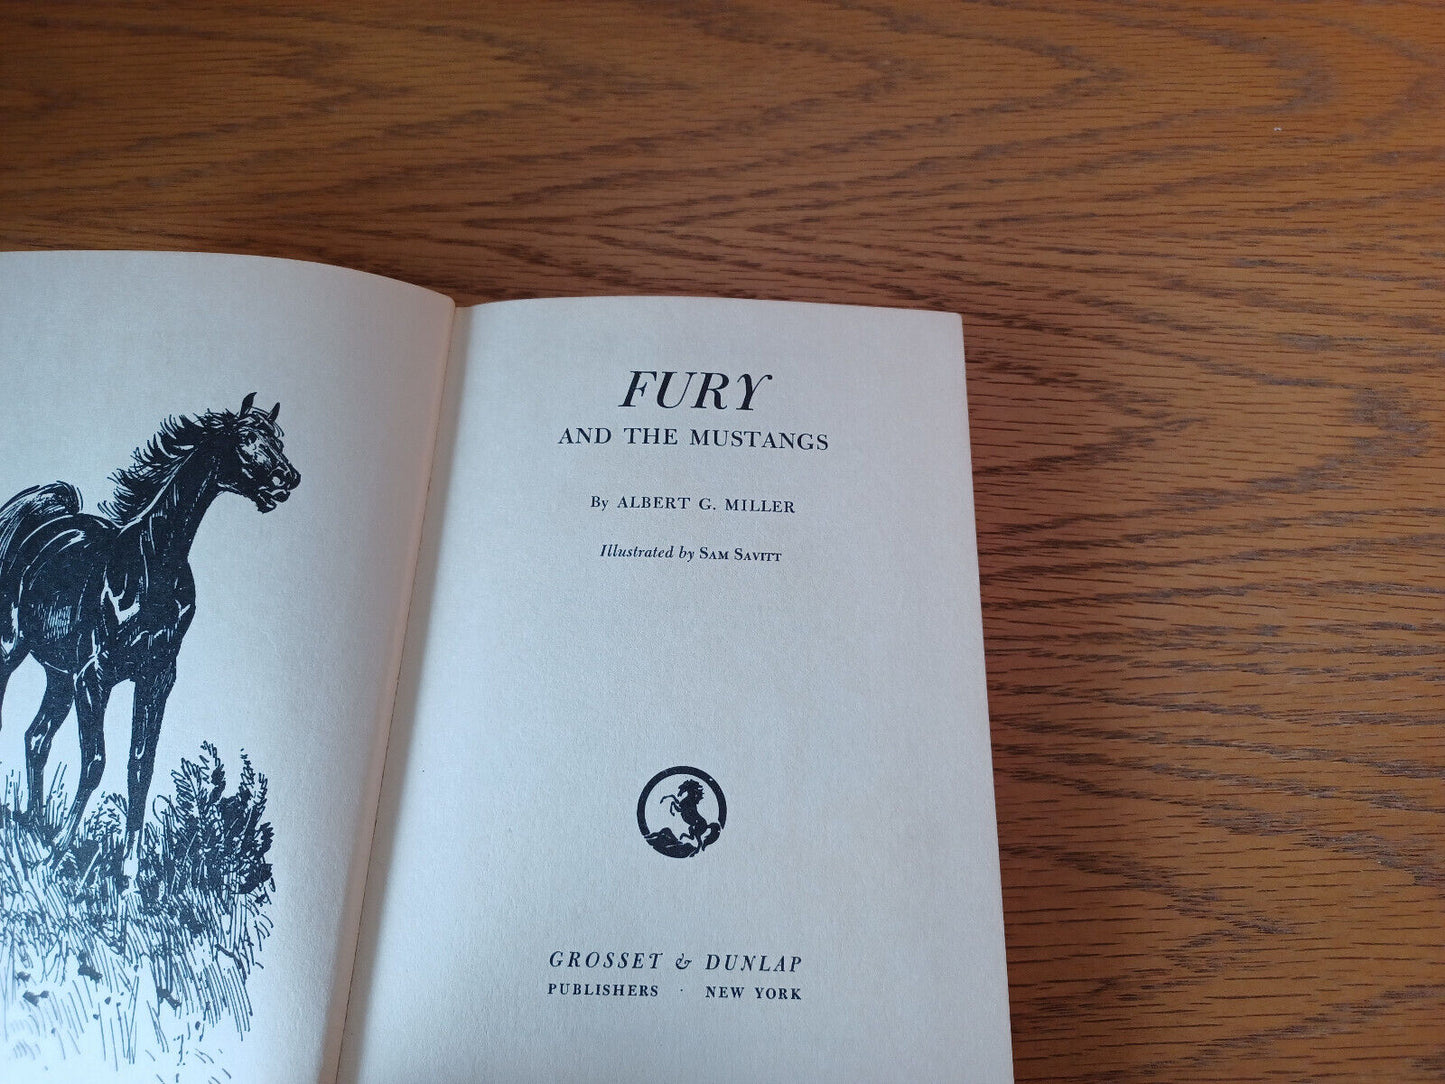 FURY
AND THE MUSTANGS
By ALBERT G. MILLER
Illustrated by SAM SAVITT
GROSSET & DUNLAP
PUBLISHERS · NEW YORK